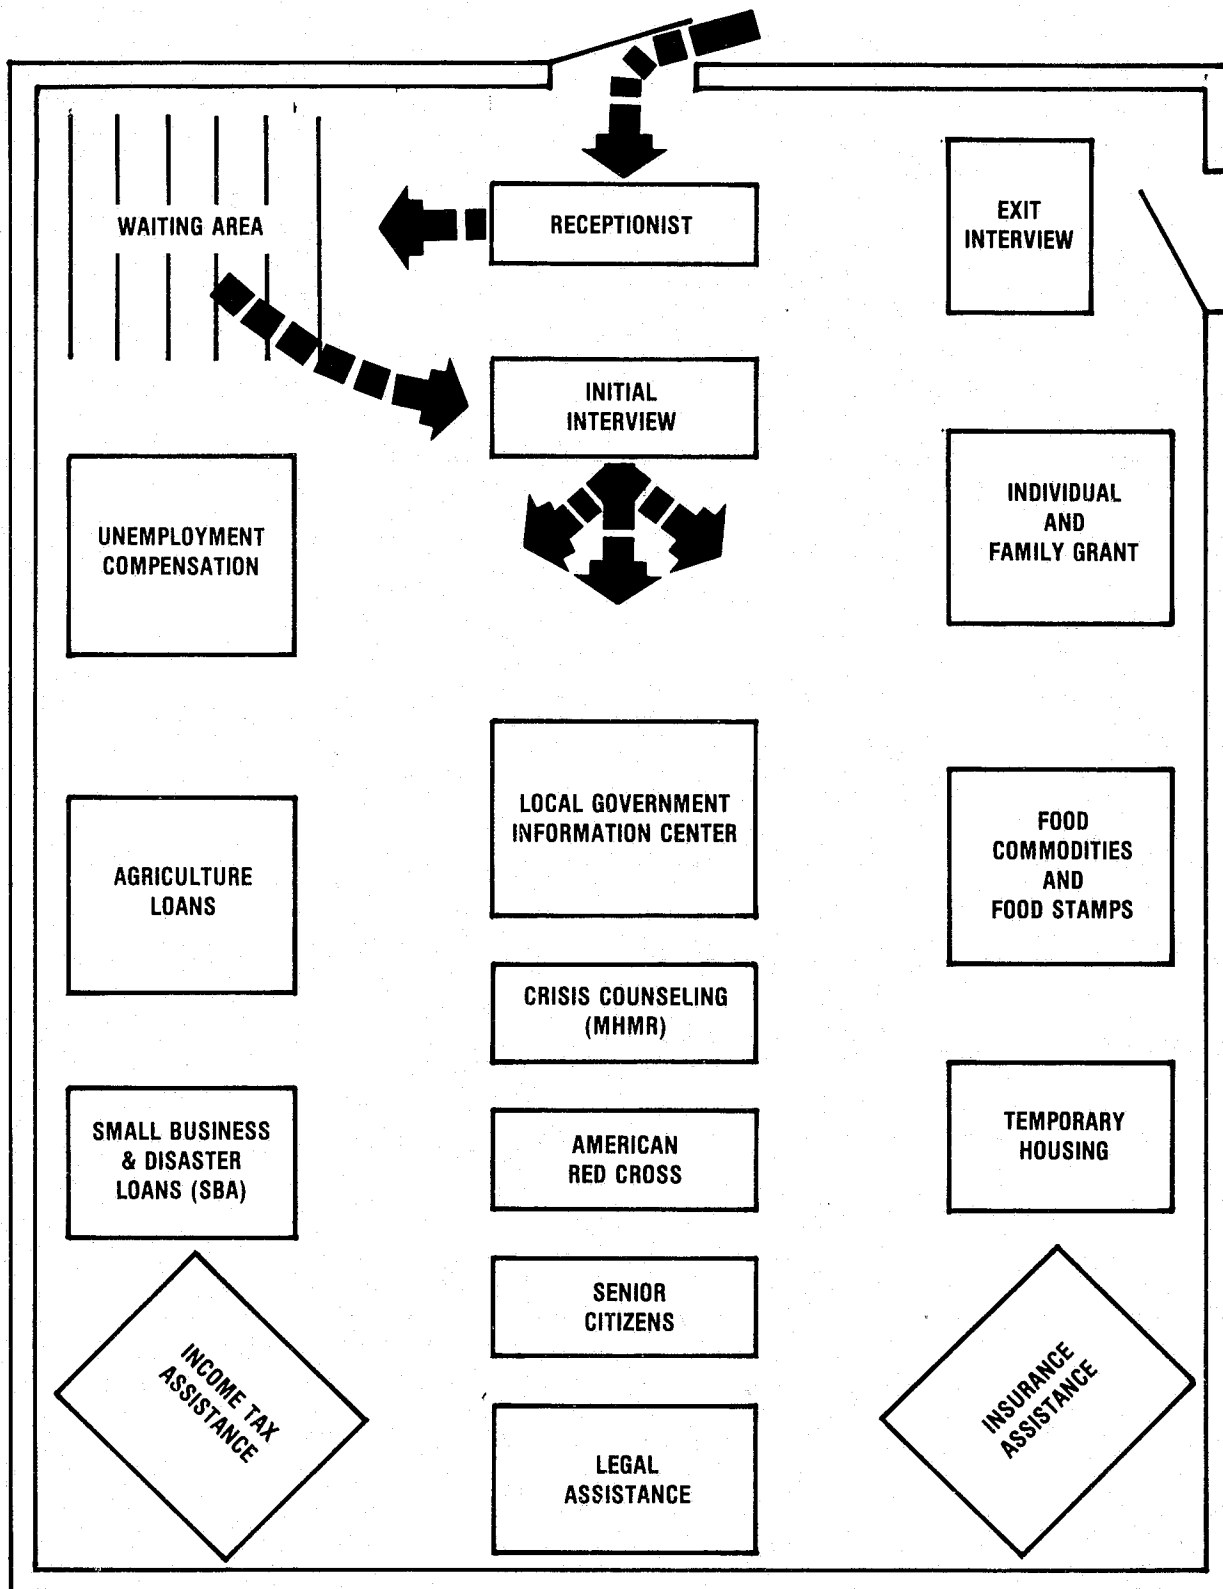 WAITING AREA
RECEPTIONIST
EXIT
INTERVIEW
INITIAL
INTERVIEW
UNEMPLOYMENT
COMPENSATION
INDIVIDUAL
AND
FAMILY GRANT
LOCAL GOVERNMENT
INFORMATION CENTER
AGRICULTURE
LOANS
FOOD
COMMODITIES
AND
FOOD STAMPS
CRISIS COUNSELING
(MHMR)
SMALL BUSINESS
& DISASTER
LOANS (SBA)
AMERICAN
RED CROSS
TEMPORARY
HOUSING
SENIOR
CITIZENS
INCOME TAX
ASSISTANCE
INSURANCE
ASSISTANCE
LEGAL
ASSISTANCE